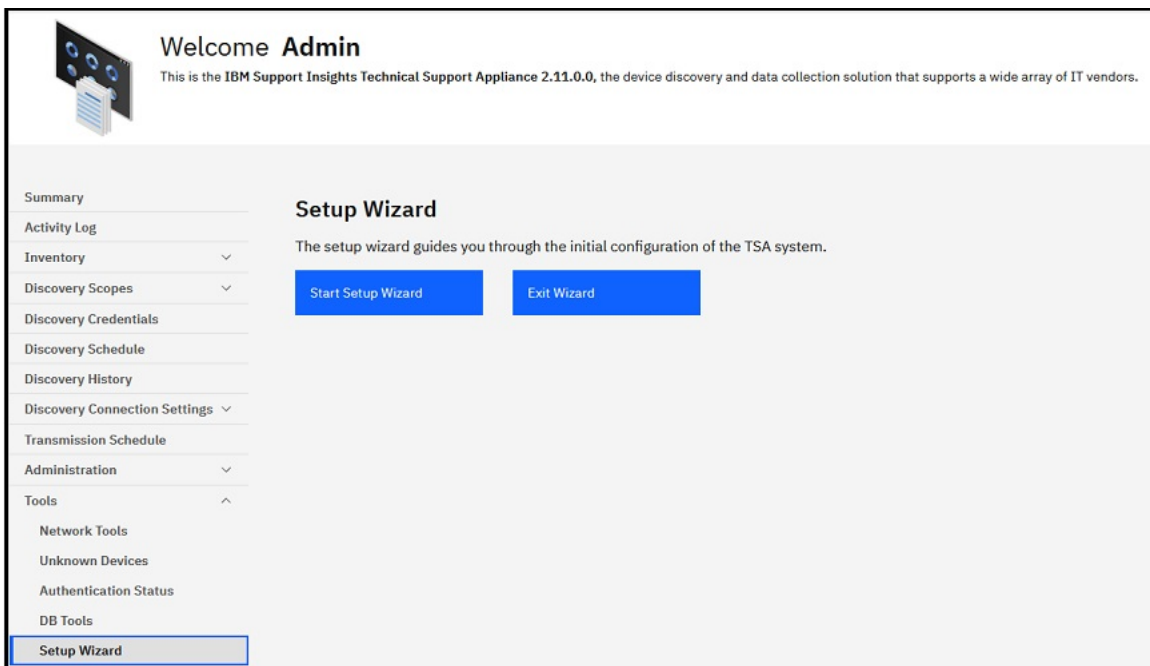 Welcome Admin
This is the IBM Support Insights Technical Support Appliance 2.11.0.0, the device discovery and data collection solution that supports a wide array of IT vendors.
Summary
Activity Log
Inventory
Discovery Scopes
Discovery Credentials
Discovery Schedule
Discovery History
Discovery Connection Settings
Transmission Schedule
Administration
Tools
Network Tools
Unknown Devices
Authentication Status
DB Tools
Setup Wizard
Setup Wizard
The setup wizard guides you through the initial configuration of the TSA system.
Start Setup Wizard
Exit Wizard